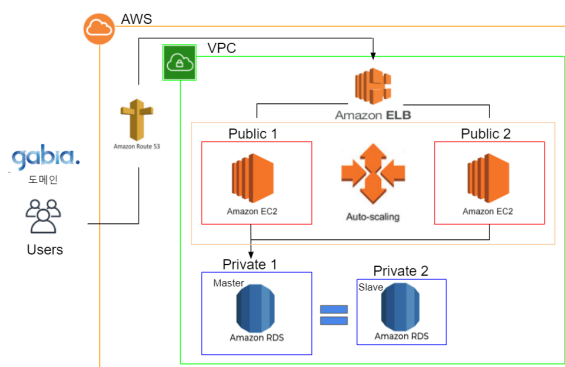 AWS
VPC
Amazon ELB
Amazon Route 53
Public 1
Public 2
gabia.
도메인
Amazon EC2
Auto-scaling
Amazon EC2
Users
Private 1
Private 2
Master
Slave
Amazon RDS
Amazon RDS